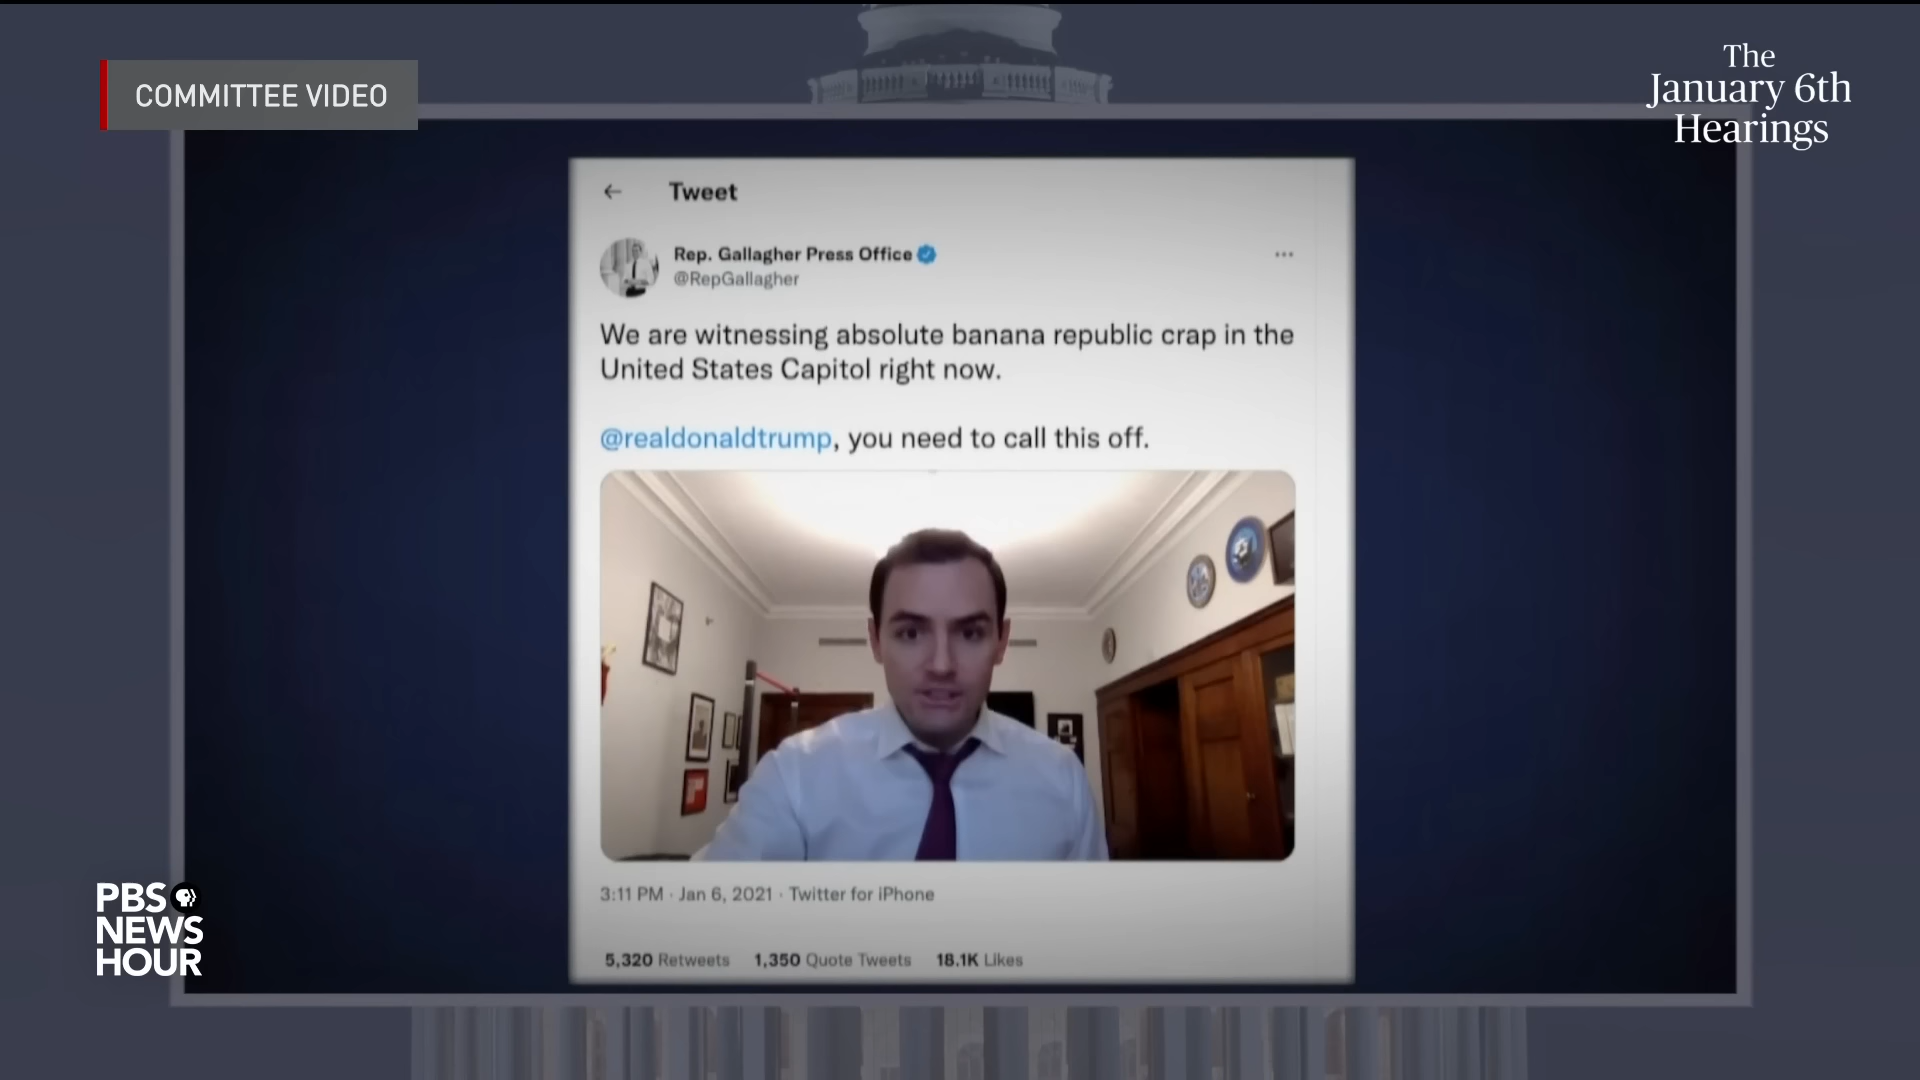 COMMITTEE VIDEO
The
January 6th
Hearings
Tweet
Rep. Gallagher Press Office
@RepGallagher
We are witnessing absolute banana republic crap in the
United States Capitol right now.
@realdonaldtrump, you need to call this off.
3:11 PM · Jan 6, 2021 · Twitter for iPhone
5,320 Retweets 1,350 Quote Tweets 18.1K Likes
PBS
NEWS
HOUR